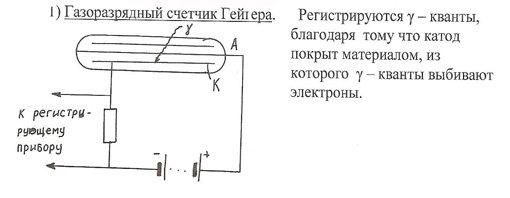 1) Газоразрядный счетчик Гейгера.
Регистрируются γ – кванты,
благодаря тому что катод
покрыт материалом, из
которого γ – кванты выбивают
электроны.
γ
А
К
К регистри-
рующему
прибору
- +